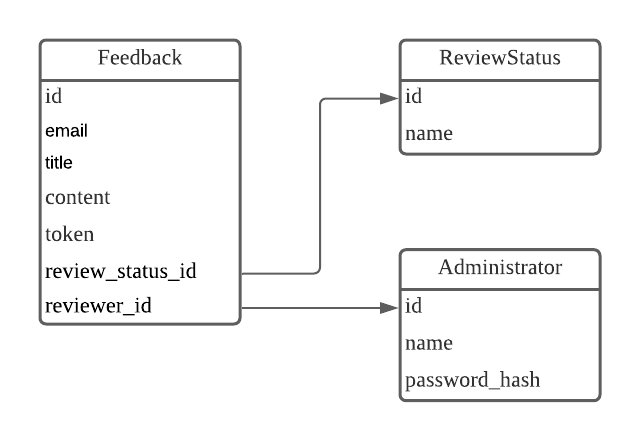 Feedback
id
email
title
content
token
review_status_id
reviewer_id
ReviewStatus
id
name
Administrator
id
name
password_hash